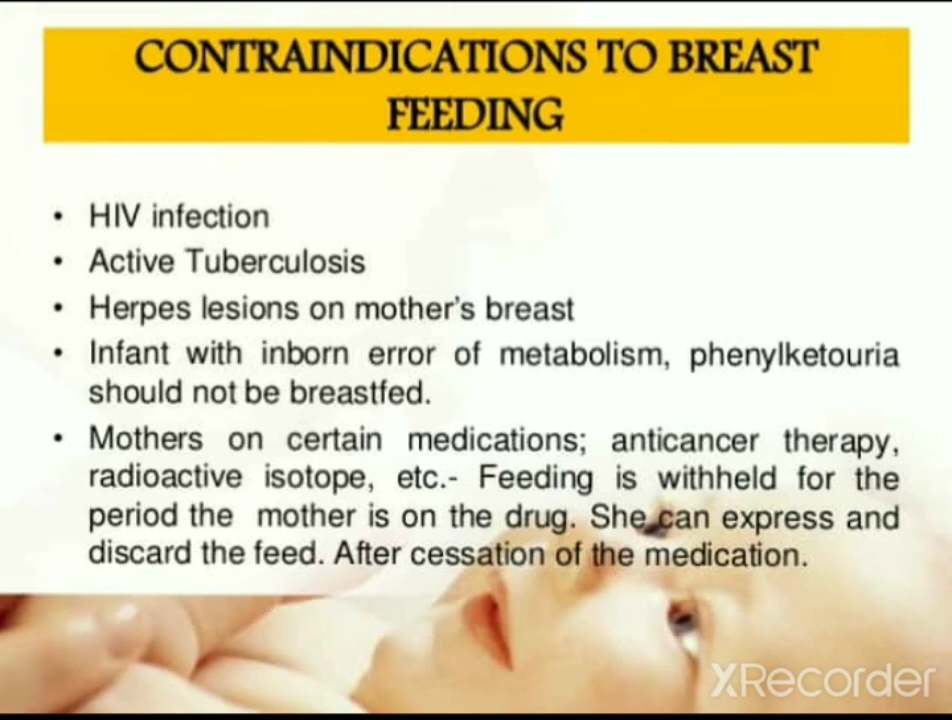 CONTRAINDICATIONS TO BREAST
FEEDING
• HIV infection
• Active Tuberculosis
• Herpes lesions on mother's breast
• Infant with inborn error of metabolism, phenylketouria
should not be breastfed.
• Mothers on certain medications; anticancer therapy,
radioactive isotope, etc.- Feeding is withheld for the
period the mother is on the drug. She can express and
discard the feed. After cessation of the medication.
XRecorder